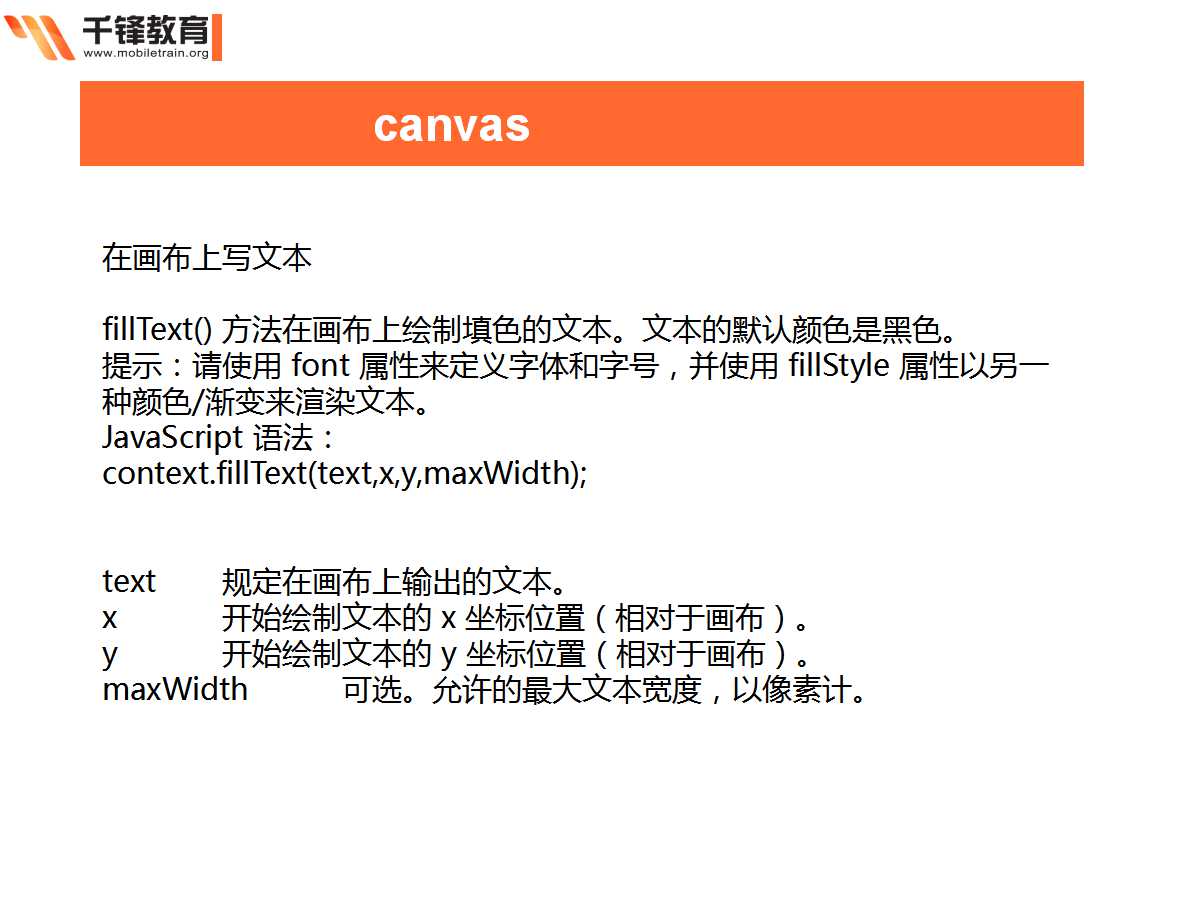 千锋教育
www.mobiletrain.org
canvas
在画布上写文本
fillText() 方法在画布上绘制填色的文本。文本的默认颜色是黑色。
提示：请使用 font 属性来定义字体和字号，并使用 fillStyle 属性以另一
种颜色/渐变来渲染文本。
JavaScript 语法：
context.fillText(text,x,y,maxWidth);
text 规定在画布上输出的文本。
x 开始绘制文本的 x 坐标位置（相对于画布）。
y 开始绘制文本的 y 坐标位置（相对于画布）。
maxWidth 可选。允许的最大文本宽度，以像素计。